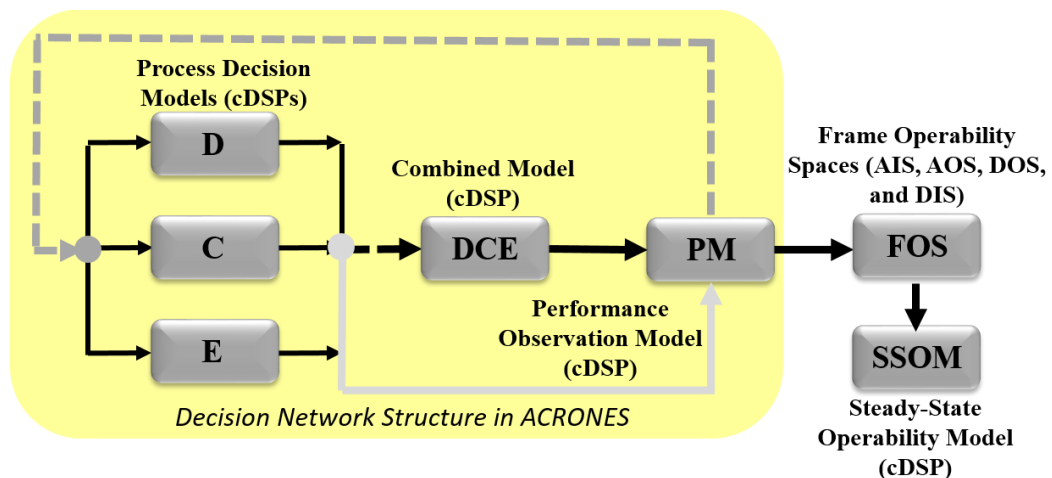 Process Decision
Models (cDSPs)
D
C
E
Combined Model
(cDSP)
DCE
PM
Performance
Observation Model
(cDSP)
Decision Network Structure in ACRONES
Frame Operability
Spaces (AIS, AOS, DOS,
and DIS)
FOS
SSOM
Steady-State
Operability Model
(cDSP)